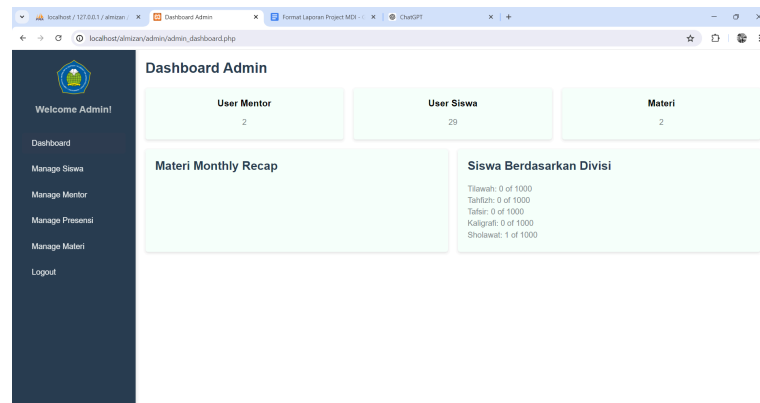 localhost / 127.0.0.1 / almizan /
Dashboard Admin
Format Laporan Project MDI -
ChatGPT
localhost/almizan/admin/admin_dashboard.php
Welcome Admin!
Dashboard
Manage Siswa
Manage Mentor
Manage Presensi
Manage Materi
Logout
Dashboard Admin
User Mentor
2
User Siswa
29
Materi
2
Materi Monthly Recap
Siswa Berdasarkan Divisi
Tilawah: 0 of 1000
Tahfizh: 0 of 1000
Tafsir: 0 of 1000
Kaligrafi: 0 of 1000
Sholawat: 1 of 1000